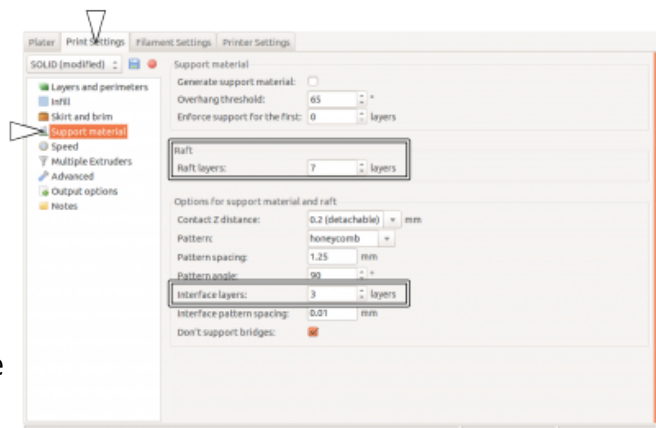 Plater Print Settings Filament Settings Printer Settings
SOLID (modified)
Layers and perimeters
Infill
Skirt and brim
Support material
Speed
Multiple Extruders
Advanced
Output options
Notes
Support material
Generate support material:
Overhang threshold: 65 °
Enforce support for the first: 0 layers
Raft
Raft layers: 7 layers
Options for support material and raft
Contact Z distance: 0.2 (detachable) mm
Pattern: honeycomb
Pattern spacing: 1.25 mm
Pattern angle: 90 °
Interface layers: 3 layers
Interface pattern spacing: 0.01 mm
Don't support bridges:
e